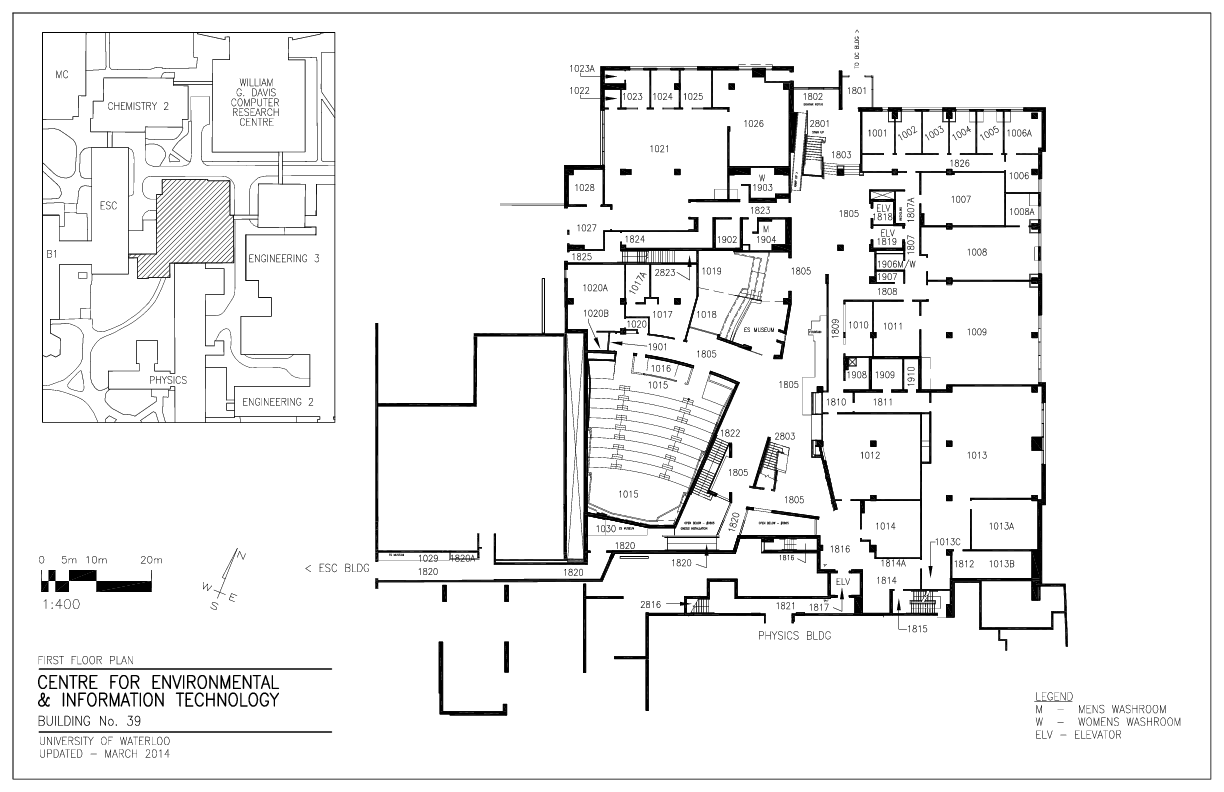 MC
CHEMISTRY 2
WILLIAM
G. DAVIS
COMPUTER
RESEARCH
CENTRE
ESC
B1
ENGINEERING 3
PHYSICS
ENGINEERING 2
TO DC BLDG >
1023A
1022
1023
1024
1025
1026
1802
1801
2801
1803
1001
1002
1003
1004
1005
1006A
1021
1826
1006
1028
W
1903
1823
1805
ELV
1818
1807A
1007
1008A
1027
1824
1902
M
1904
ELV
1819
1807
1008
1825
2823
1019
1805
1906M/W
1907
1808
1020A
1017A
1017
1018
ES MUSEUM
1809
1010
1011
1009
1020B
1020
1901
1805
1016
1015
1805
1908
1909
1910
1810
1811
1822
2803
1012
1013
1805
1015
1805
1030
ES MUSEUM
OPEN BELOW
1820
OPEN BELOW
1014
1013A
1013C
1820
1816
1816
1029
1820A
1820
1820
1820
1814A
1812
1013B
< ESC BLDG
ELV
1814
2816
1821
1817
1815
PHYSICS BLDG
0 5m 10m 20m
1:400
N
W
E
S
FIRST FLOOR PLAN
CENTRE FOR ENVIRONMENTAL
& INFORMATION TECHNOLOGY
BUILDING No. 39
UNIVERSITY OF WATERLOO
UPDATED – MARCH 2014
LEGEND
M – MENS WASHROOM
W – WOMENS WASHROOM
ELV – ELEVATOR